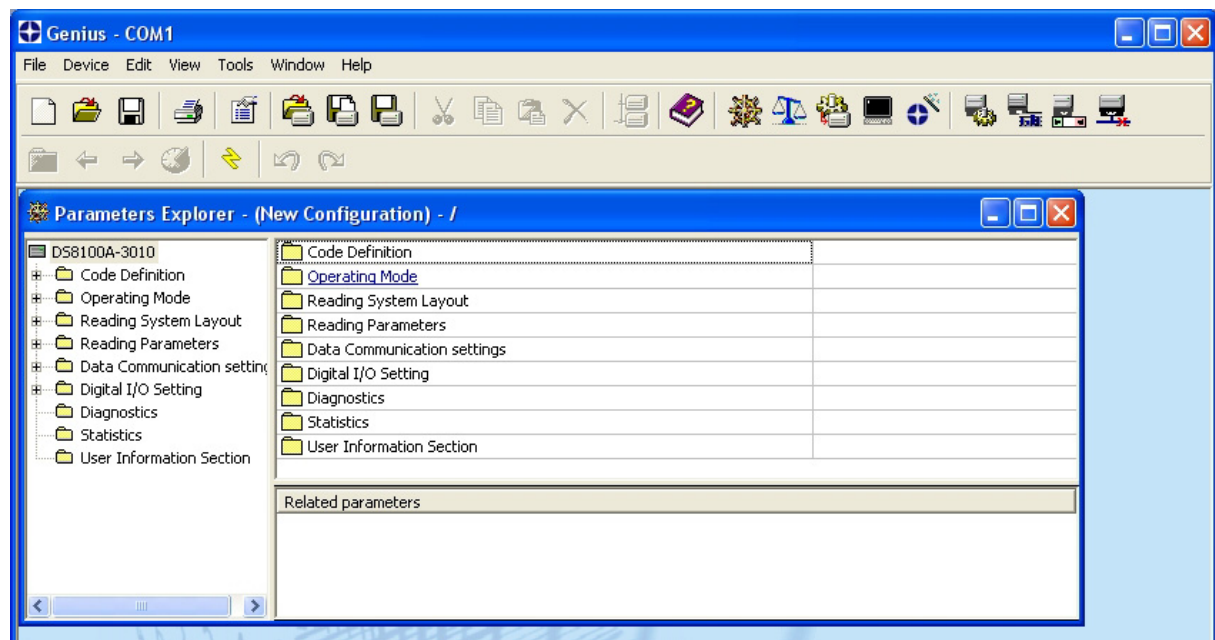 Genius - COM1
File Device Edit View Tools Window Help
Parameters Explorer - (New Configuration) - /
DS8100A-3010
Code Definition
Operating Mode
Reading System Layout
Reading Parameters
Data Communication setting
Digital I/O Setting
Diagnostics
Statistics
User Information Section
Code Definition
Operating Mode
Reading System Layout
Reading Parameters
Data Communication settings
Digital I/O Setting
Diagnostics
Statistics
User Information Section
Related parameters